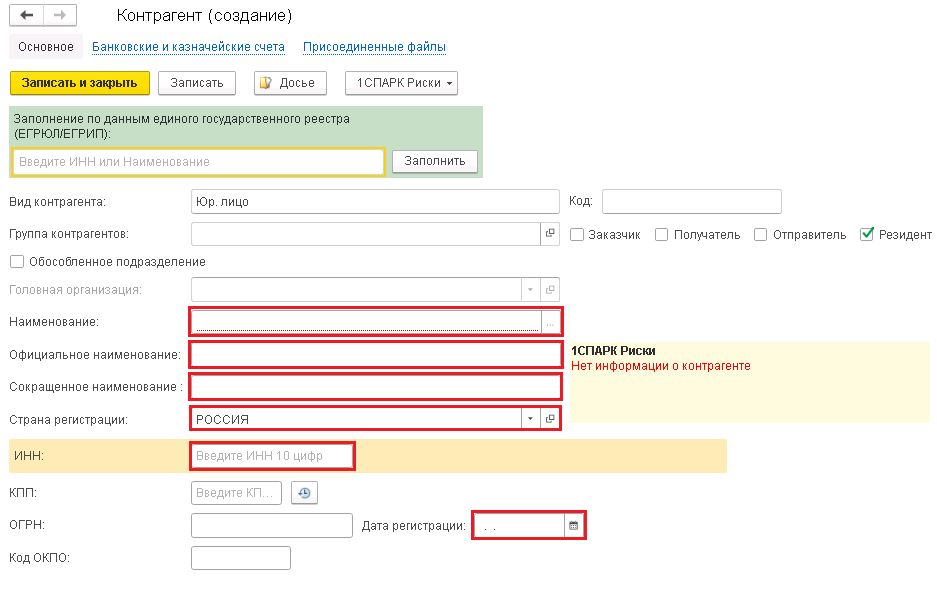 Контрагент (создание)
Основное Банковские и казначейские счета Присоединенные файлы
Записать и закрыть Записать Досье 1СПАРК Риски
Заполнение по данным единого государственного реестра
(ЕГРЮЛ/ЕГРИП):
Введите ИНН или Наименование Заполнить
Вид контрагента: Юр. лицо Код:
Группа контрагентов: Заказчик Получатель Отправитель Резидент
Обособленное подразделение
Головная организация:
Наименование: ...
Официальное наименование:
1СПАРК Риски
Нет информации о контрагенте
Сокращенное наименование :
Страна регистрации: РОССИЯ
ИНН: Введите ИНН 10 цифр
КПП: Введите КП...
ОГРН: Дата регистрации: . .
Код ОКПО: